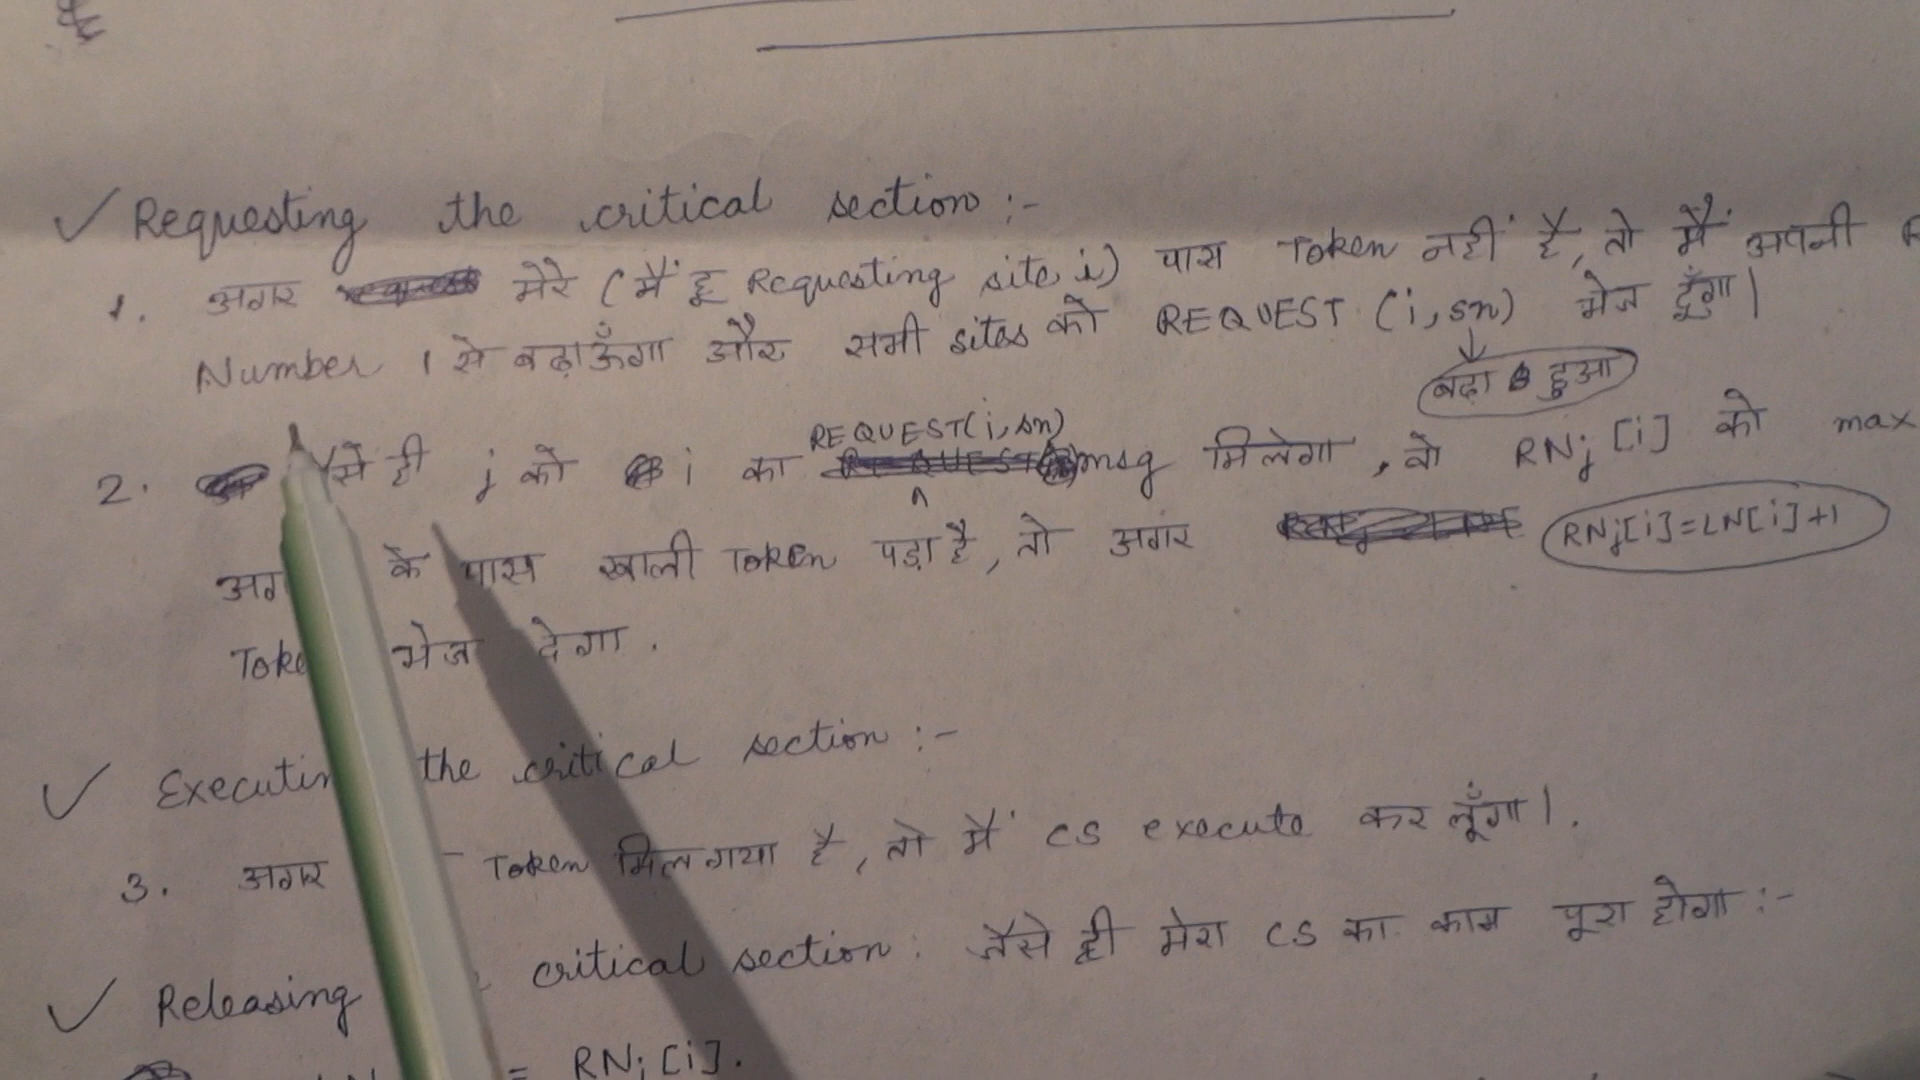 Requesting the critical section :-
1. अगर मेरे (मैं हू Requesting site i) पास Token नहीं है, तो मैं अपनी
Number 1 से बढ़ाऊँगा और सभी sites को REQUEST (i, sn) भेज दूँगा।
बढ़ा हुआ
REQUEST(i, sn)
2. जैसे ही j को i का msg मिलेगा, वो RNj [i] को max
के पास खाली Token पड़ा है, तो अगर RNj[i]=LN[i]+1
भेज देगा.
Executing the critical section :-
3. अगर Token मिल गया है, तो मैं CS execute कर लूँगा।.
Releasing critical section: जैसे ही मेरा CS का काम पूरा होगा :-
= RNi [i].